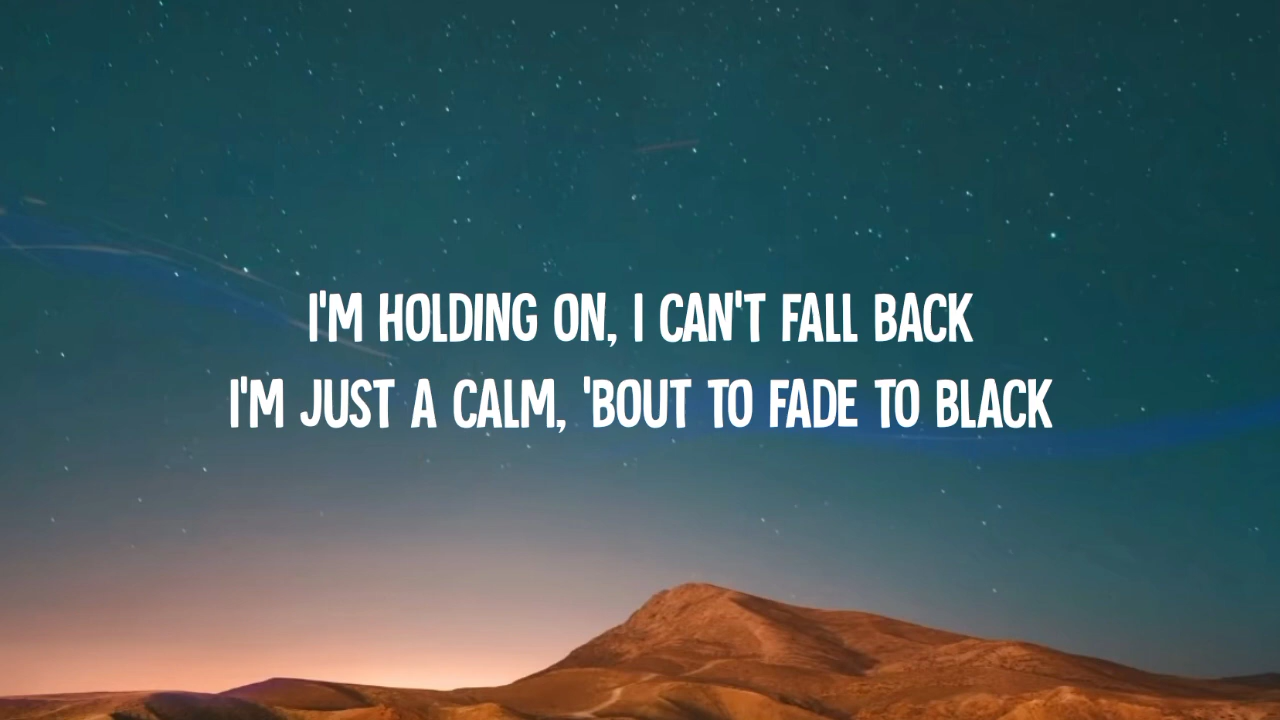 I'M HOLDING ON, I CAN'T FALL BACK
I'M JUST A CALM, 'BOUT TO FADE TO BLACK